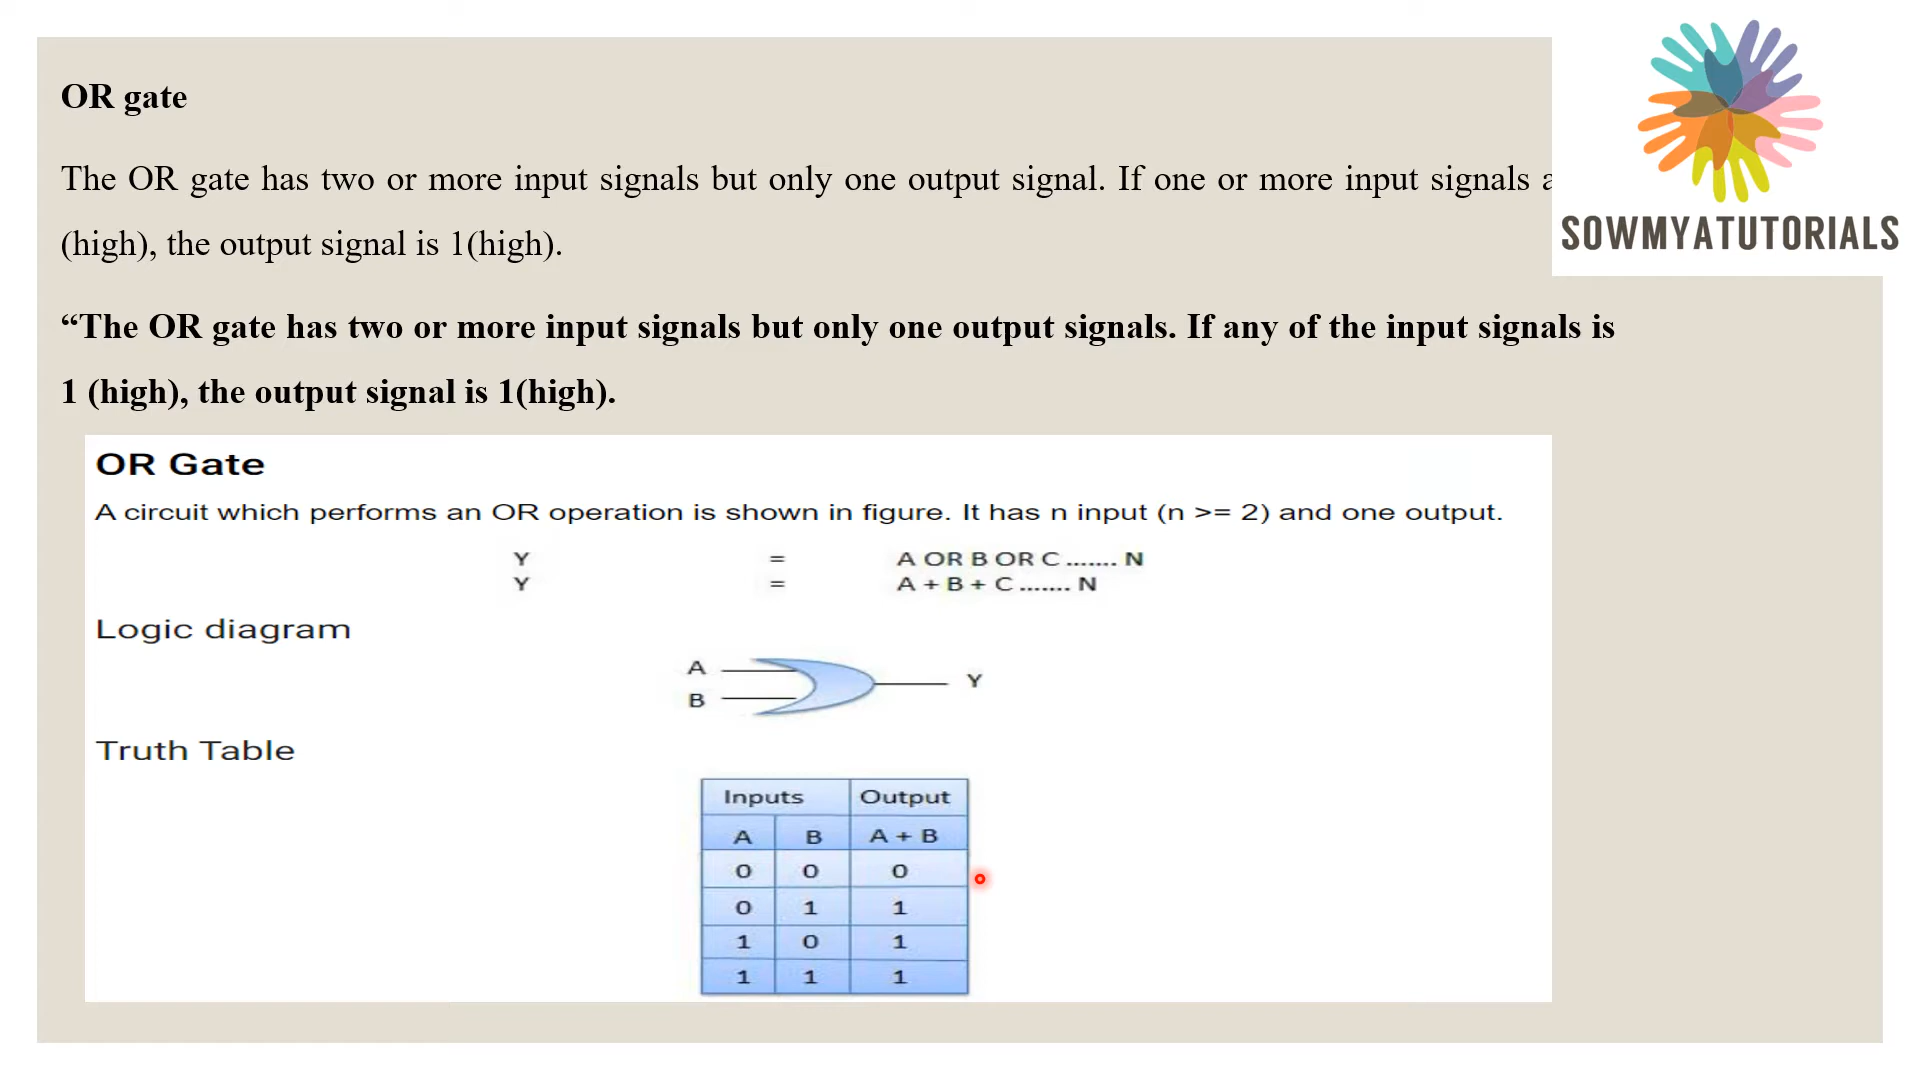 OR gate
The OR gate has two or more input signals but only one output signal. If one or more input signals
(high), the output signal is 1(high).
“The OR gate has two or more input signals but only one output signals. If any of the input signals is
1 (high), the output signal is 1(high).
SOWMYATUTORIALS
OR Gate
A circuit which performs an OR operation is shown in figure. It has n input (n >= 2) and one output.
Y = A OR B OR C ....... N
Y = A + B + C ....... N
Logic diagram
A
B
Y
Truth Table
Inputs Output
A B A + B
0 0 0
0 1 1
1 0 1
1 1 1